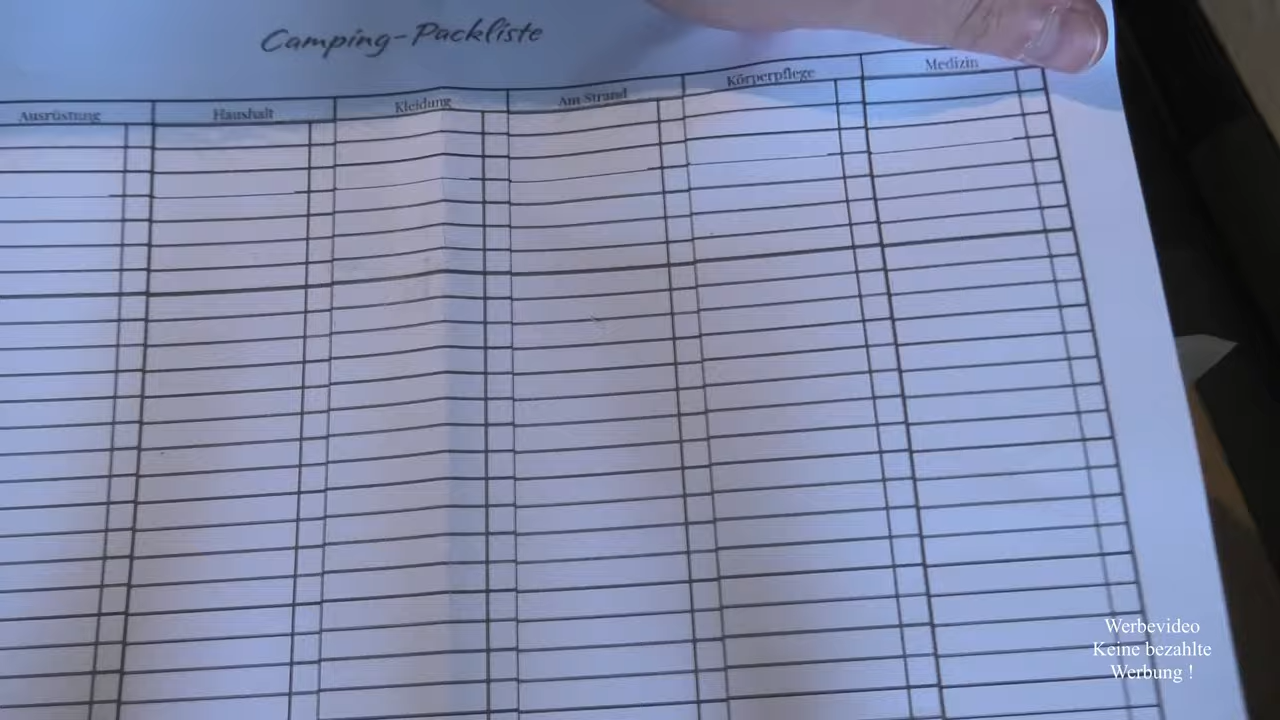 Camping-Packliste
Ausrüstung Haushalt Kleidung Am Strand Körperpflege Medizin
Werbevideo
Keine bezahlte
Werbung !